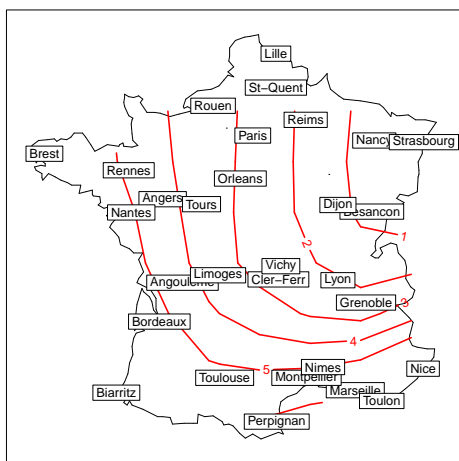 Lille
St-Quent
Rouen
Reims
Paris
Nancy
Strasbourg
Brest
Rennes
Orleans
Angers
Tours
Dijon
Besancon
Nantes
1
2
Vichy
Limoges
Cler-Ferr
Lyon
Angouleme
Grenoble
3
Bordeaux
4
5
Nimes
Nice
Toulouse
Montpellier
Biarritz
Marseille
Toulon
Perpignan